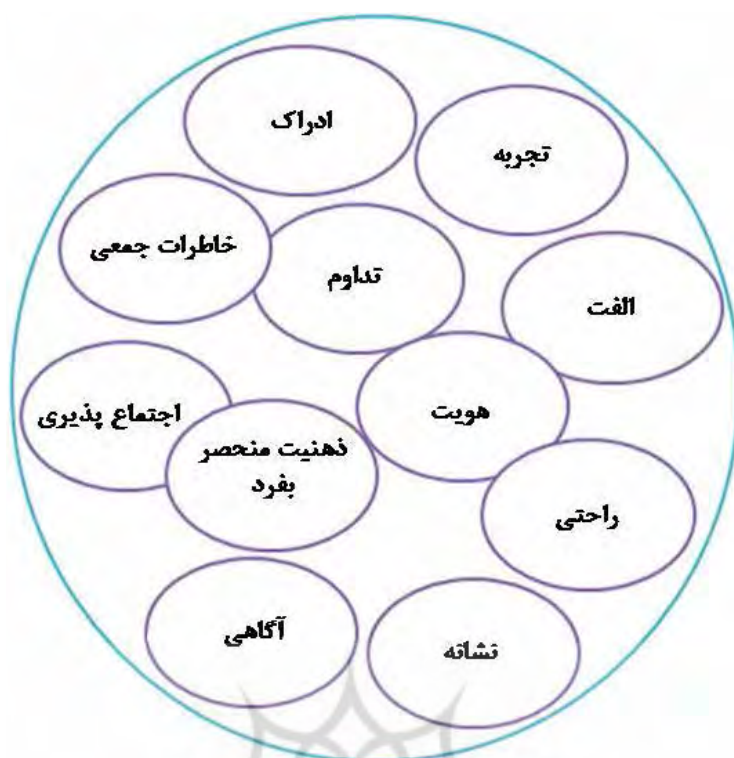 ادراک
تجربه
خاطرات جمعی
تداوم
الفت
اجتماع پذیری
هویت
ذهنیت منحصر
بفرد
راحتی
آگاهی
نشانه